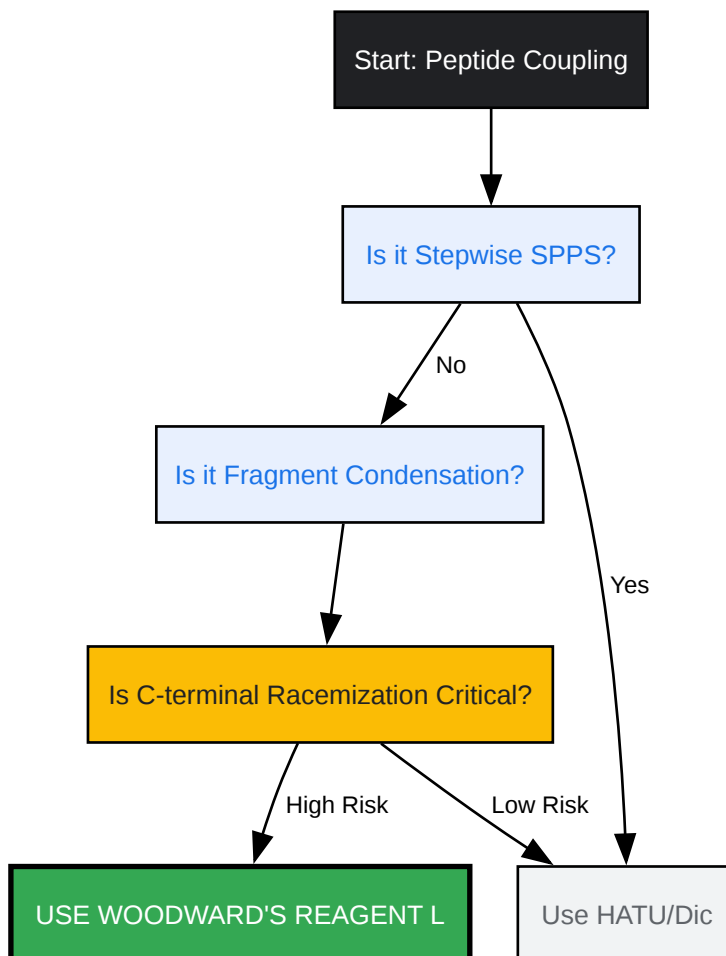 Start: Peptide Coupling
Is it Stepwise SPPS?
No
Is it Fragment Condensation?
Yes
Is C-terminal Racemization Critical?
High Risk
Low Risk
USE WOODWARD'S REAGENT L
Use HATU/Dic